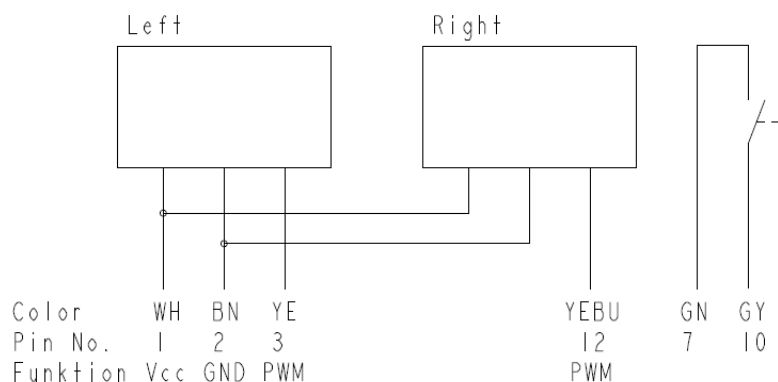 Left Right
Color WH BN YE YEBU GN GY
Pin No. 1 2 3 12 7 10
Funktion Vcc GND PWM PWM